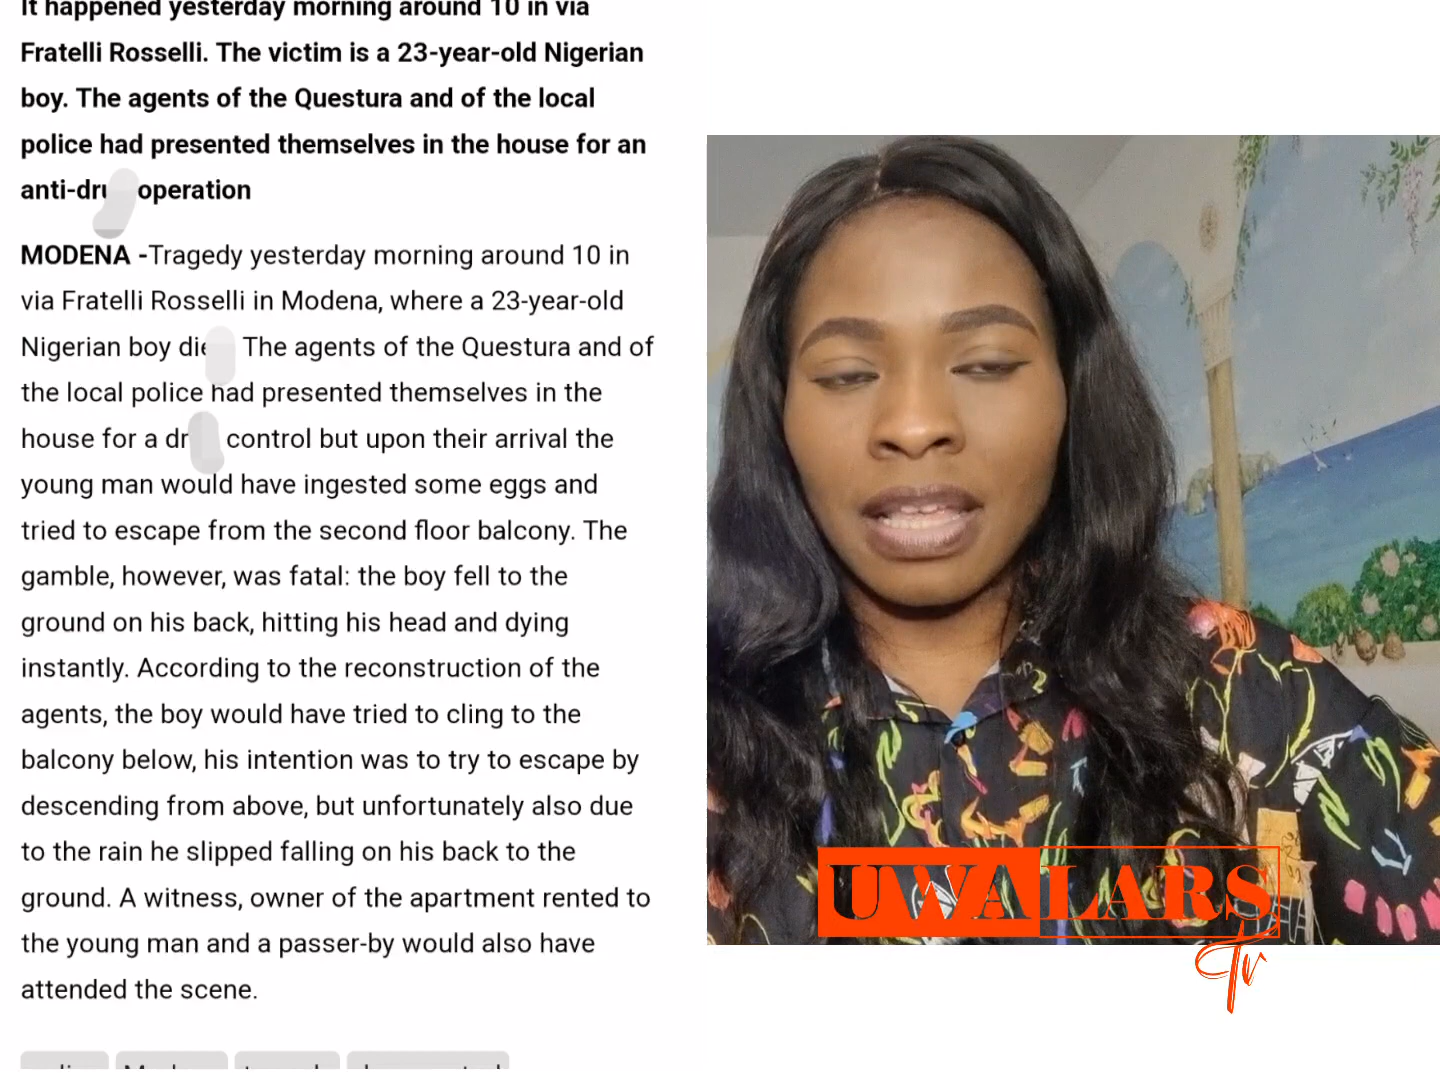 It happened yesterday morning around 10 in via
Fratelli Rosselli. The victim is a 23-year-old Nigerian
boy. The agents of the Questura and of the local
police had presented themselves in the house for an
anti-dru operation
MODENA -Tragedy yesterday morning around 10 in
via Fratelli Rosselli in Modena, where a 23-year-old
Nigerian boy die The agents of the Questura and of
the local police had presented themselves in the
house for a dr control but upon their arrival the
young man would have ingested some eggs and
tried to escape from the second floor balcony. The
gamble, however, was fatal: the boy fell to the
ground on his back, hitting his head and dying
instantly. According to the reconstruction of the
agents, the boy would have tried to cling to the
balcony below, his intention was to try to escape by
descending from above, but unfortunately also due
to the rain he slipped falling on his back to the
ground. A witness, owner of the apartment rented to
the young man and a passer-by would also have
attended the scene.
UWALARS
Tv